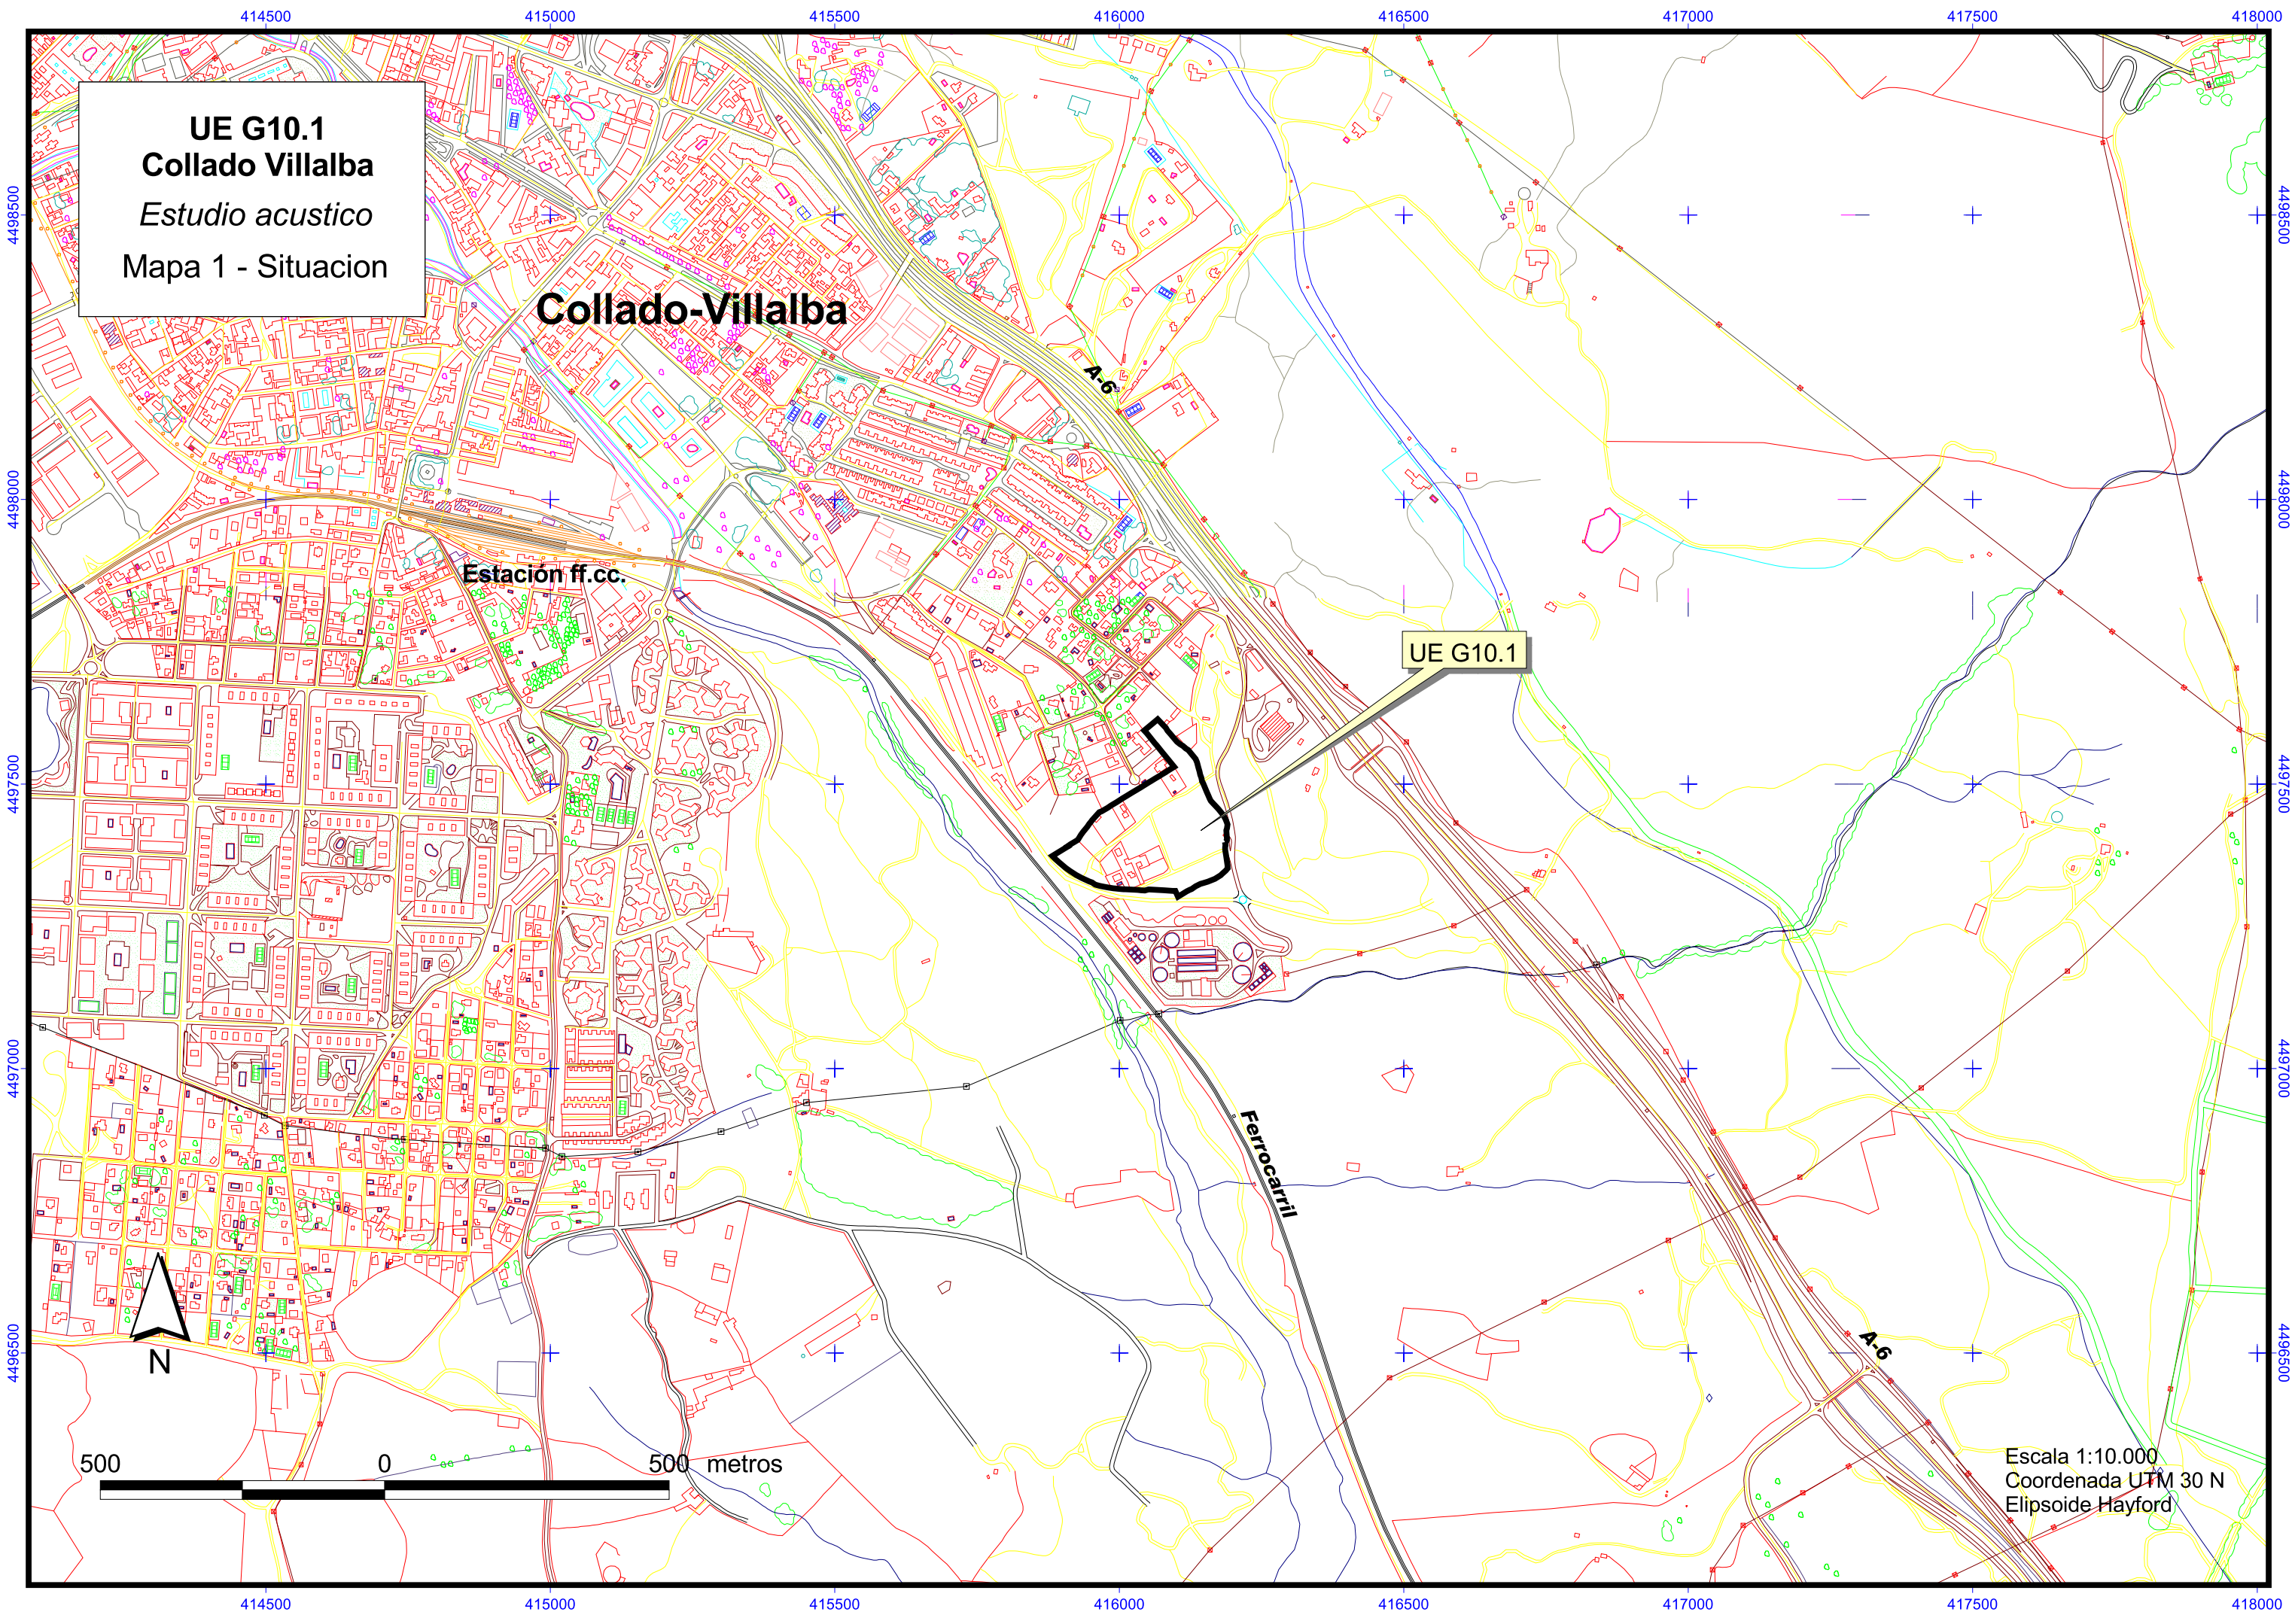 414500 415000 415500 416000 416500 417000 417500 418000
UE G10.1
Collado Villalba
Estudio acustico
Mapa 1 - Situacion
4498500
4498500
Collado-Villalba
A-6
4498000
4498000
Estación ff.cc.
UE G10.1
4497500
4497500
4497000
4497000
Ferrocarril
A-6
4496500
4496500
N
500 0 500 metros
Escala 1:10.000
Coordenada UTM 30 N
Elipsoide Hayford
414500 415000 415500 416000 416500 417000 417500 418000